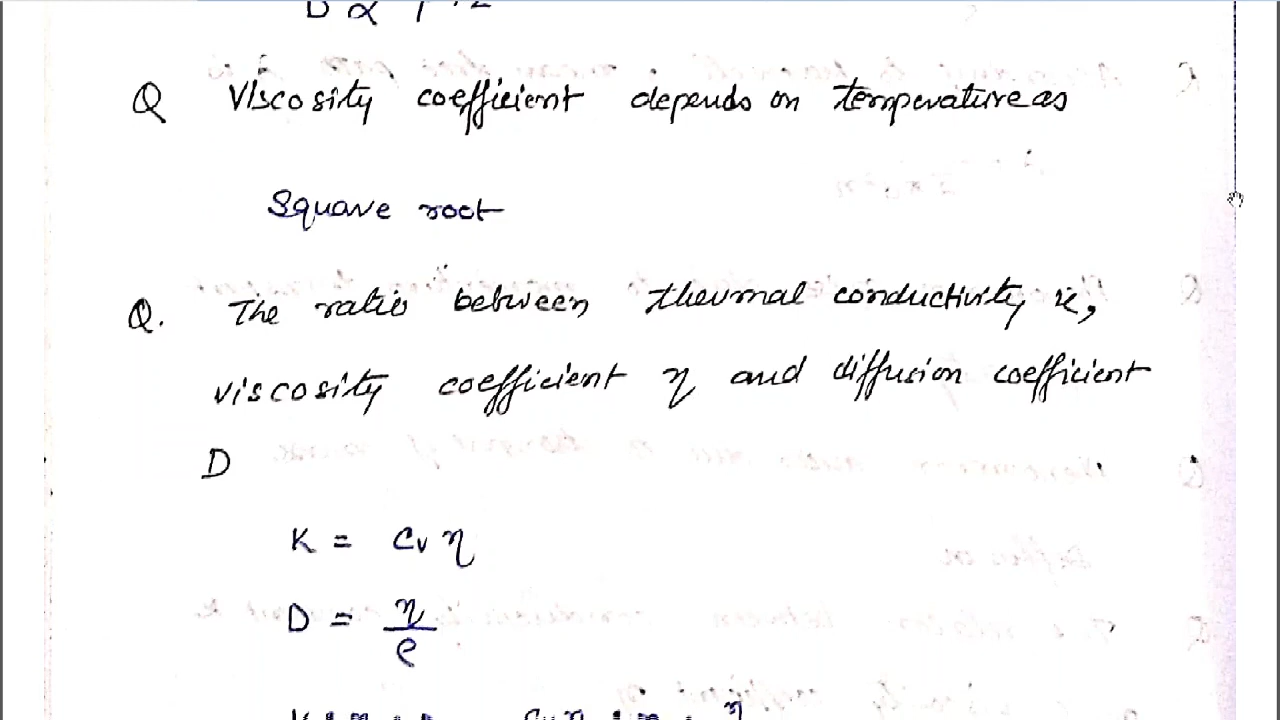 Q Viscosity coefficient depends on temperature as
Square root
Q. The ratio between thermal conductivity is,
viscosity coefficient η and diffusion coefficient
D
K = Cv η
D = η/ρ